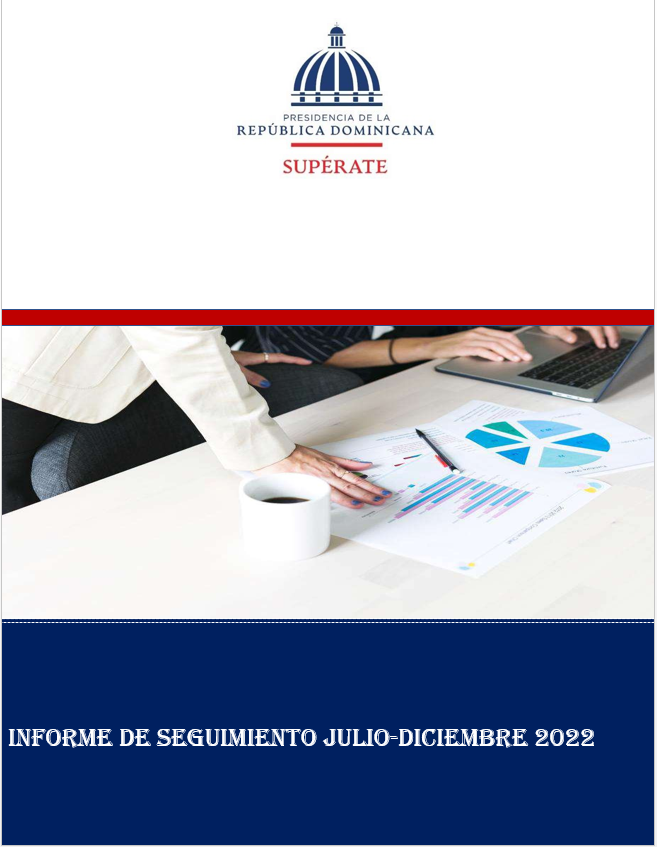 PRESIDENCIA DE LA
REPÚBLICA DOMINICANA
SUPÉRATE
INFORME DE SEGUIMIENTO JULIO-DICIEMBRE 2022